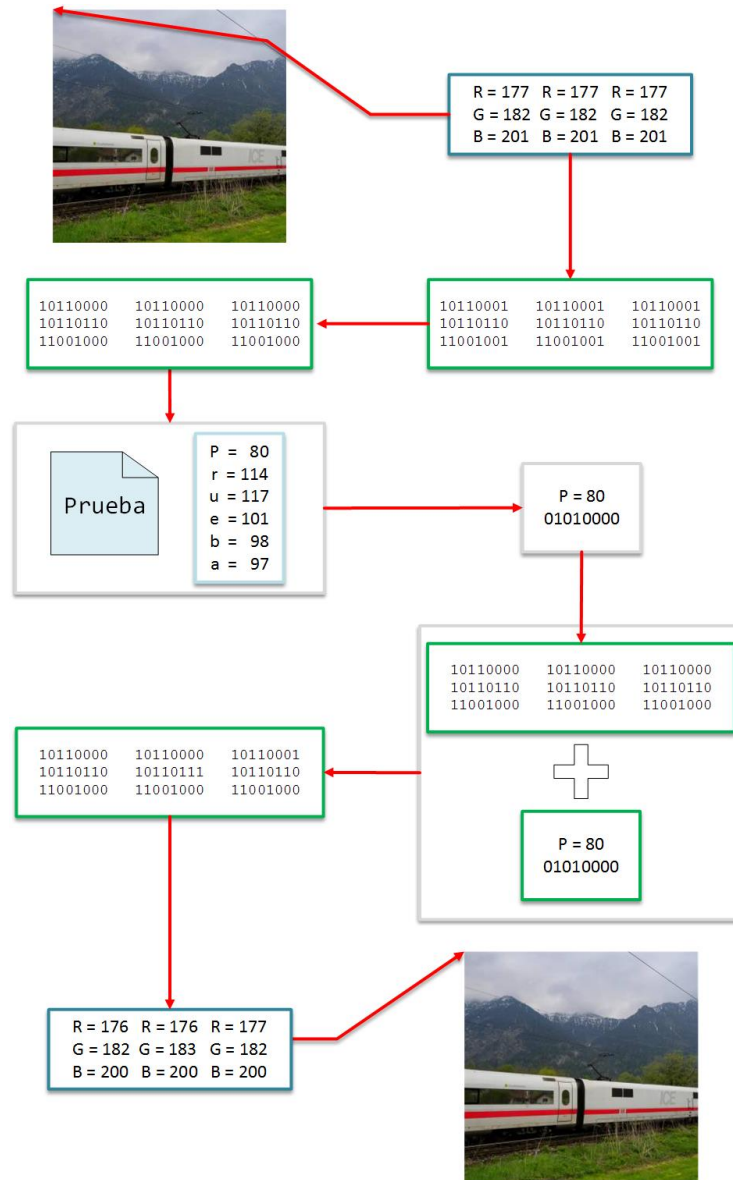 ICE
R = 177 R = 177 R = 177
G = 182 G = 182 G = 182
B = 201 B = 201 B = 201
10110000 10110000 10110000
10110110 10110110 10110110
11001000 11001000 11001000
10110001 10110001 10110001
10110110 10110110 10110110
11001001 11001001 11001001
Prueba
P = 80
r = 114
u = 117
e = 101
b = 98
a = 97
P = 80
01010000
10110000 10110000 10110000
10110110 10110110 10110110
11001000 11001000 11001000
P = 80
01010000
10110000 10110000 10110001
10110110 10110111 10110110
11001000 11001000 11001000
R = 176 R = 176 R = 177
G = 182 G = 183 G = 182
B = 200 B = 200 B = 200
ICE